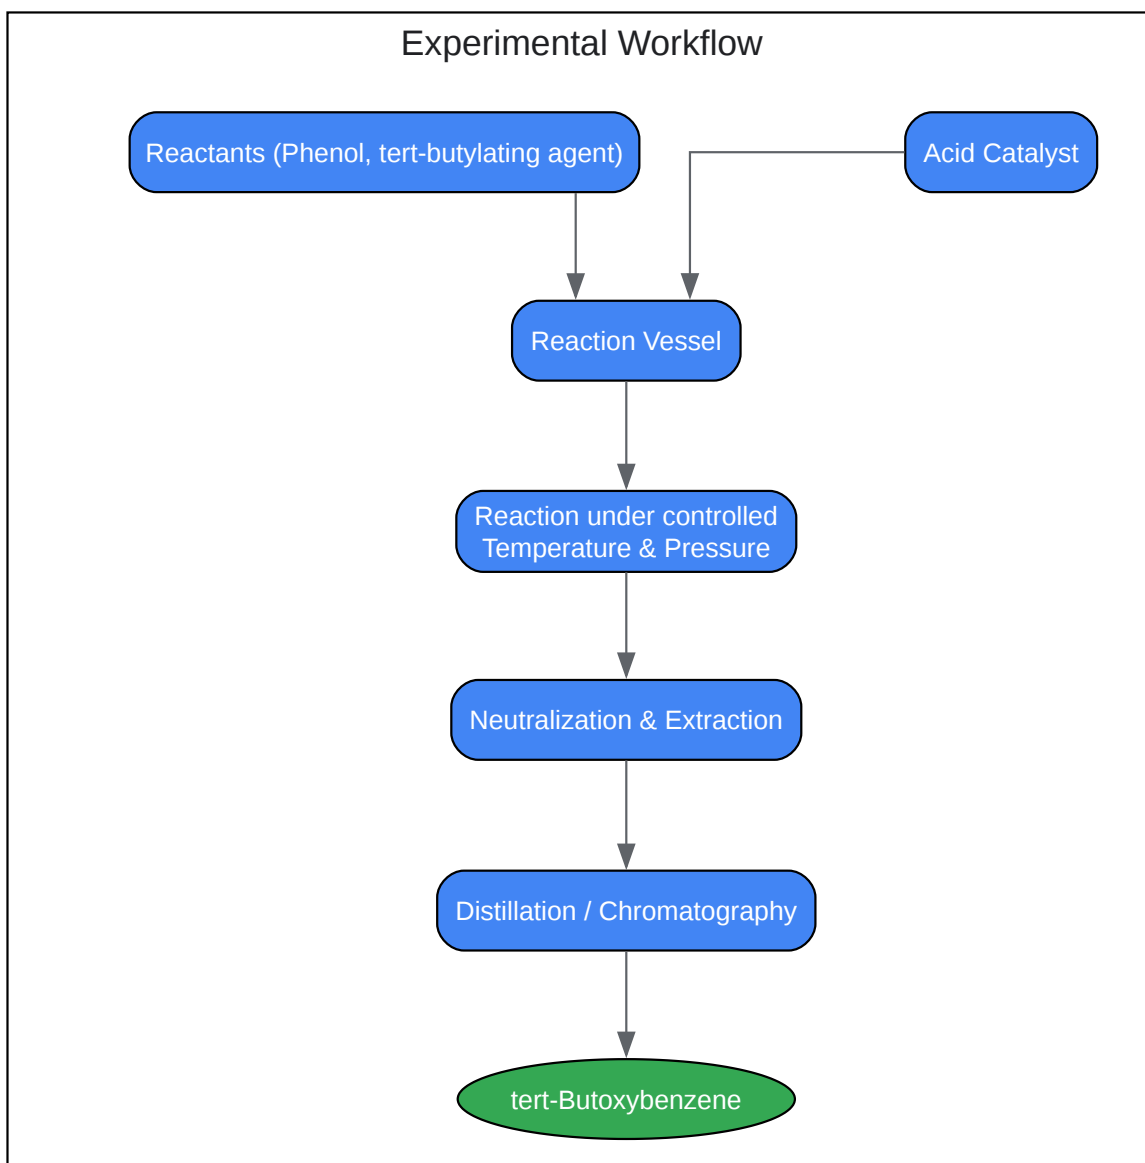 Experimental Workflow
Reactants (Phenol, tert-butylating agent)
Acid Catalyst
Reaction Vessel
Reaction under controlled
Temperature & Pressure
Neutralization & Extraction
Distillation / Chromatography
tert-Butoxybenzene